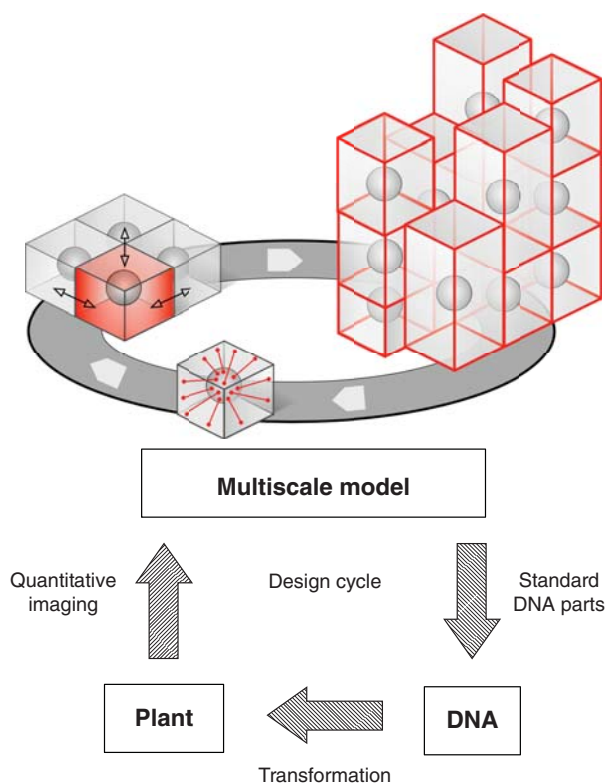 Multiscale model
Quantitative
imaging
Design cycle
Standard
DNA parts
Plant
DNA
Transformation